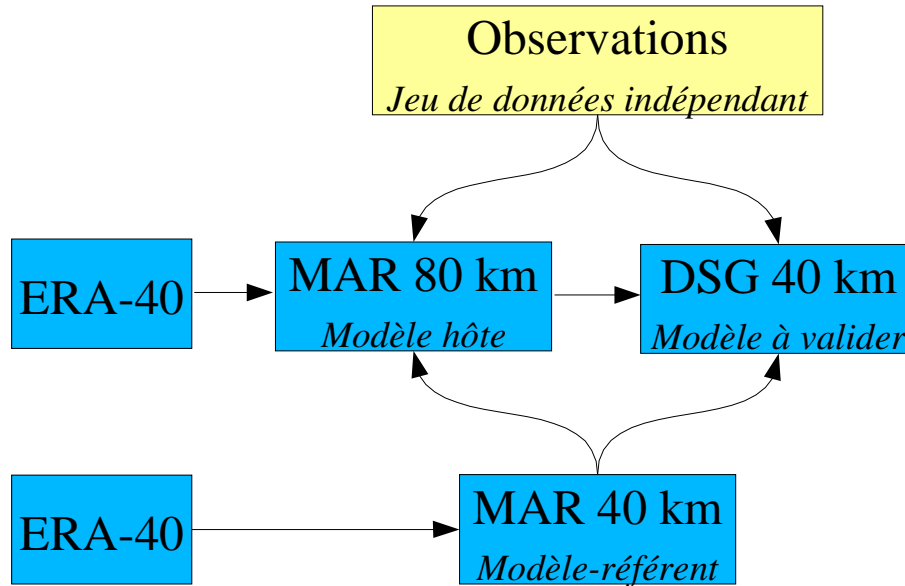 Observations
Jeu de données indépendant
ERA-40
MAR 80 km
Modèle hôte
DSG 40 km
Modèle à valider
ERA-40
MAR 40 km
Modèle-référent